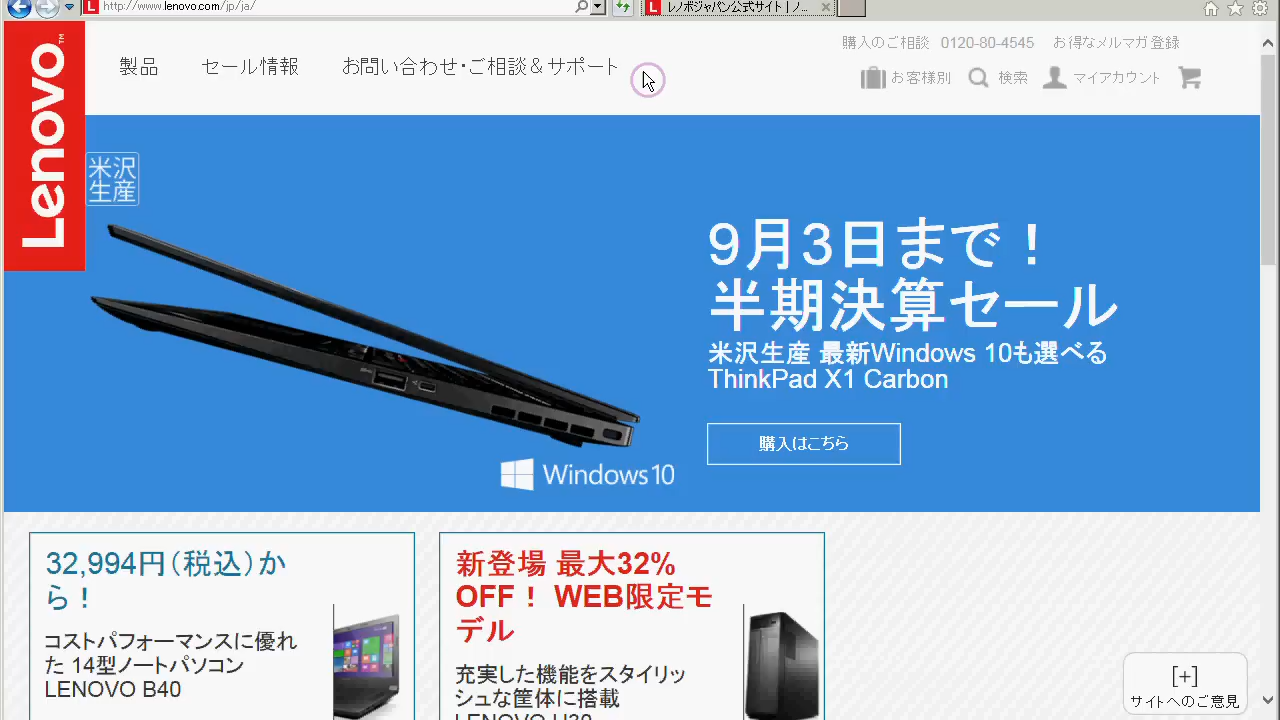 http://www.lenovo.com/jp/ja/
レノボジャパン公式サイト | ノ...
Lenovo™
購入のご相談 0120-80-4545 お得なメルマガ登録
製品 セール情報 お問い合わせ・ご相談&サポート
お客様別 検索 マイアカウント
米沢
生産
9月3日まで!
半期決算セール
米沢生産 最新Windows 10も選べる
ThinkPad X1 Carbon
購入はこちら
Windows10
32,994円(税込)か
ら!
コストパフォーマンスに優れ
た 14型ノートパソコン
LENOVO B40
新登場 最大32%
OFF! WEB限定モ
デル
充実した機能をスタイリッ
シュな筐体に搭載
[+]
サイトへのご意見